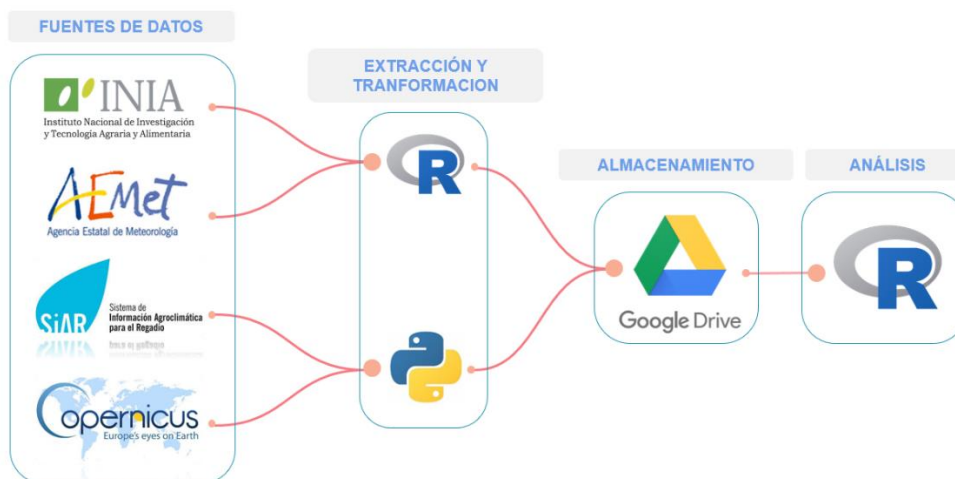 FUENTES DE DATOS
INIA
Instituto Nacional de Investigación
y Tecnología Agraria y Alimentaria
AEMet
Agencia Estatal de Meteorología
SiAR
Sistema de
Información Agroclimática
para el Regadío
Copernicus
Europe's eyes on Earth
EXTRACCIÓN Y
TRANFORMACION
R
ALMACENAMIENTO
Google Drive
ANÁLISIS
R